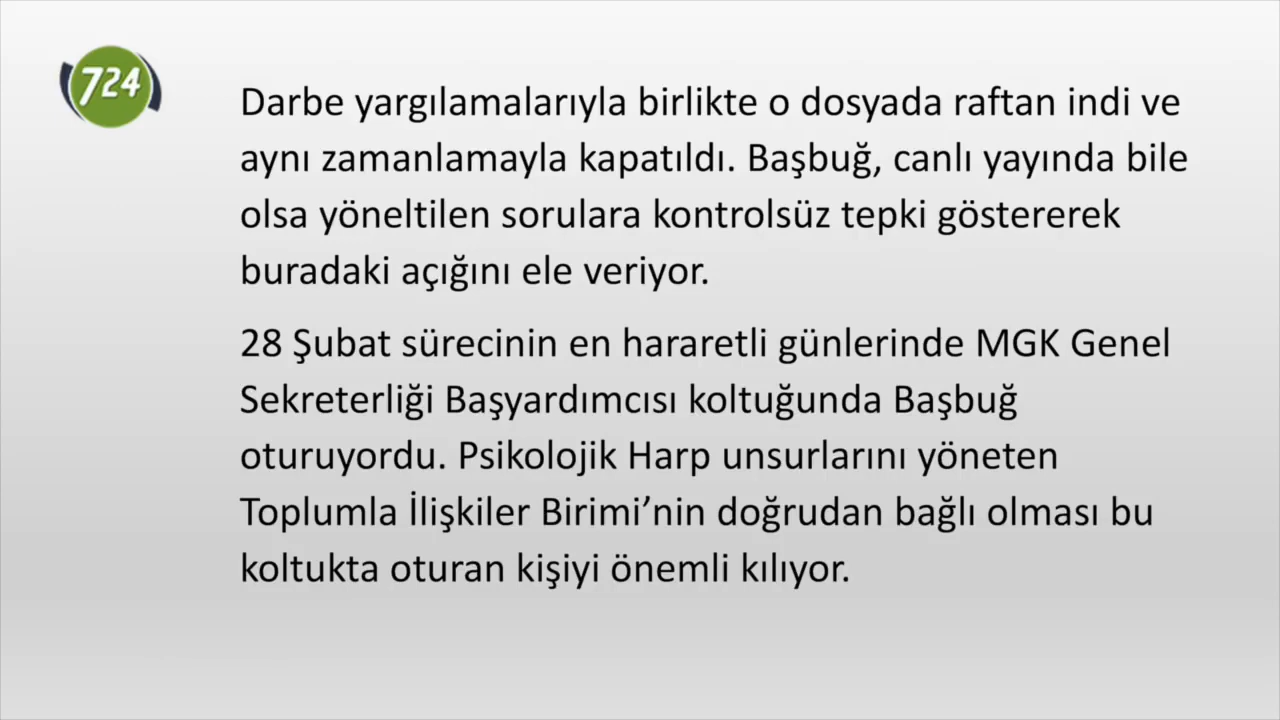 724
Darbe yargılamalarıyla birlikte o dosyada raftan indi ve
aynı zamanlamayla kapatıldı. Başbuğ, canlı yayında bile
olsa yöneltilen sorulara kontrolsüz tepki göstererek
buradaki açığını ele veriyor.
28 Şubat sürecinin en hararetli günlerinde MGK Genel
Sekreterliği Başyardımcısı koltuğunda Başbuğ
oturuyordu. Psikolojik Harp unsurlarını yöneten
Toplumla İlişkiler Birimi’nin doğrudan bağlı olması bu
koltukta oturan kişiyi önemli kılıyor.